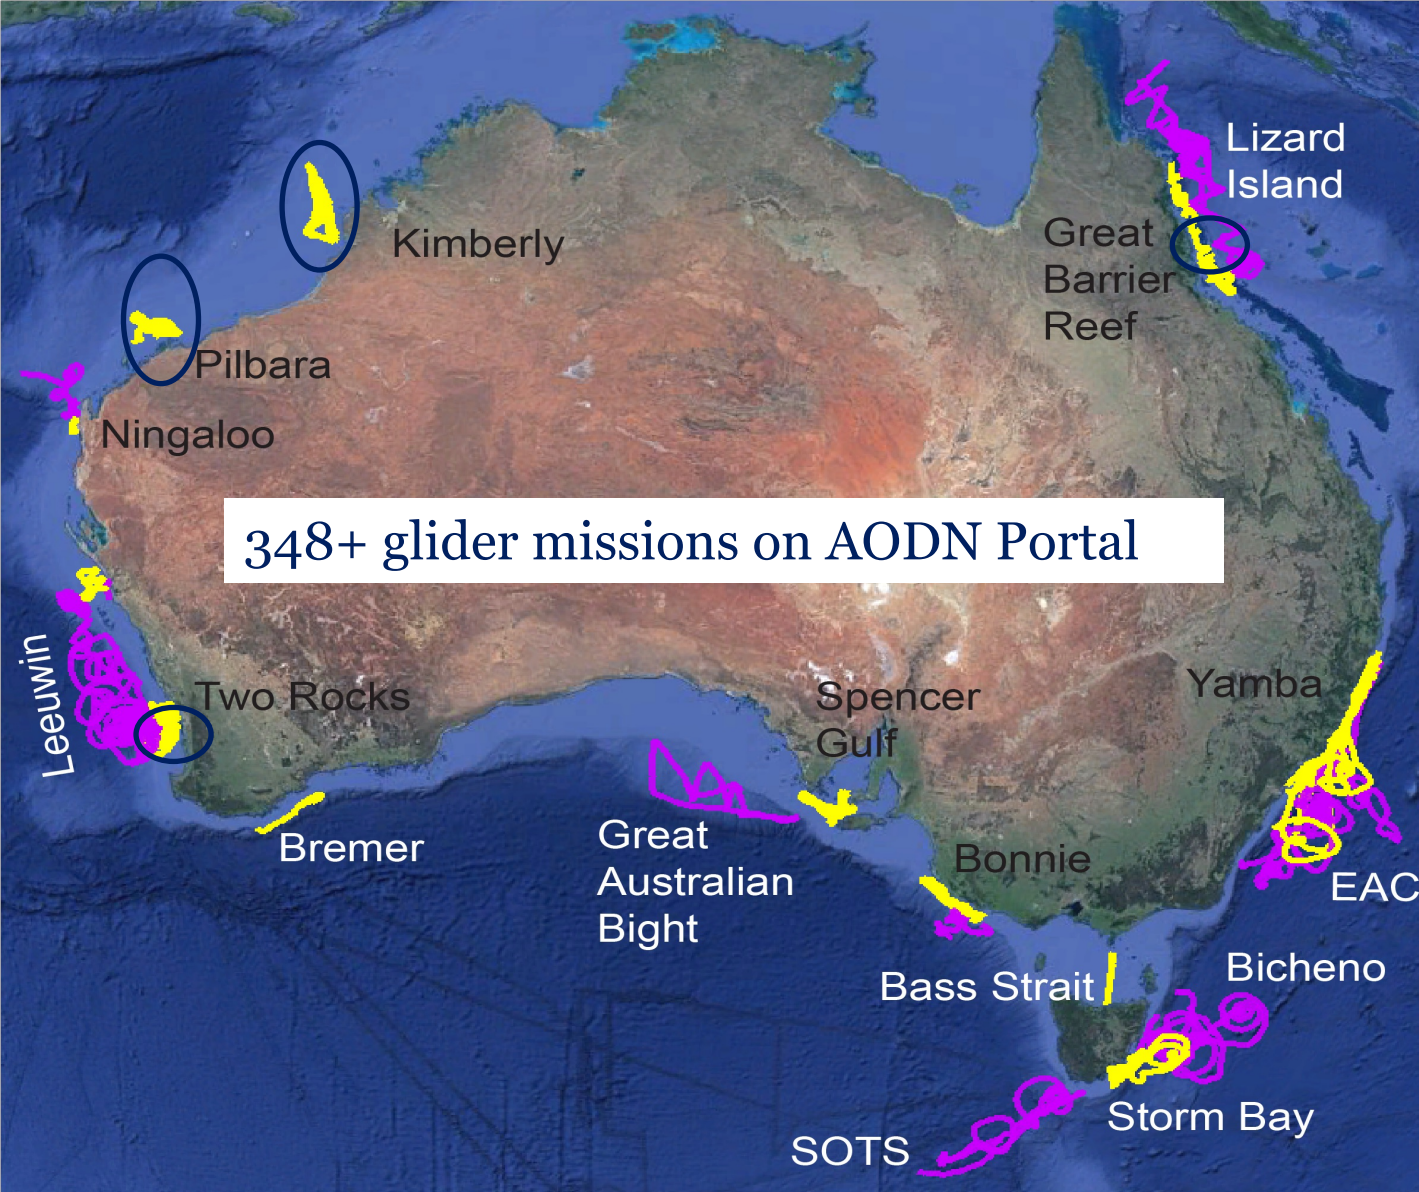 Lizard
Island
Great
Barrier
Reef
Kimberly
Pilbara
Ningaloo
348+ glider missions on AODN Portal
Leeuwin
Two Rocks
Spencer
Gulf
Yamba
Bremer
Great
Australian
Bight
Bonnie
EAC
Bass Strait
Bicheno
Storm Bay
SOTS